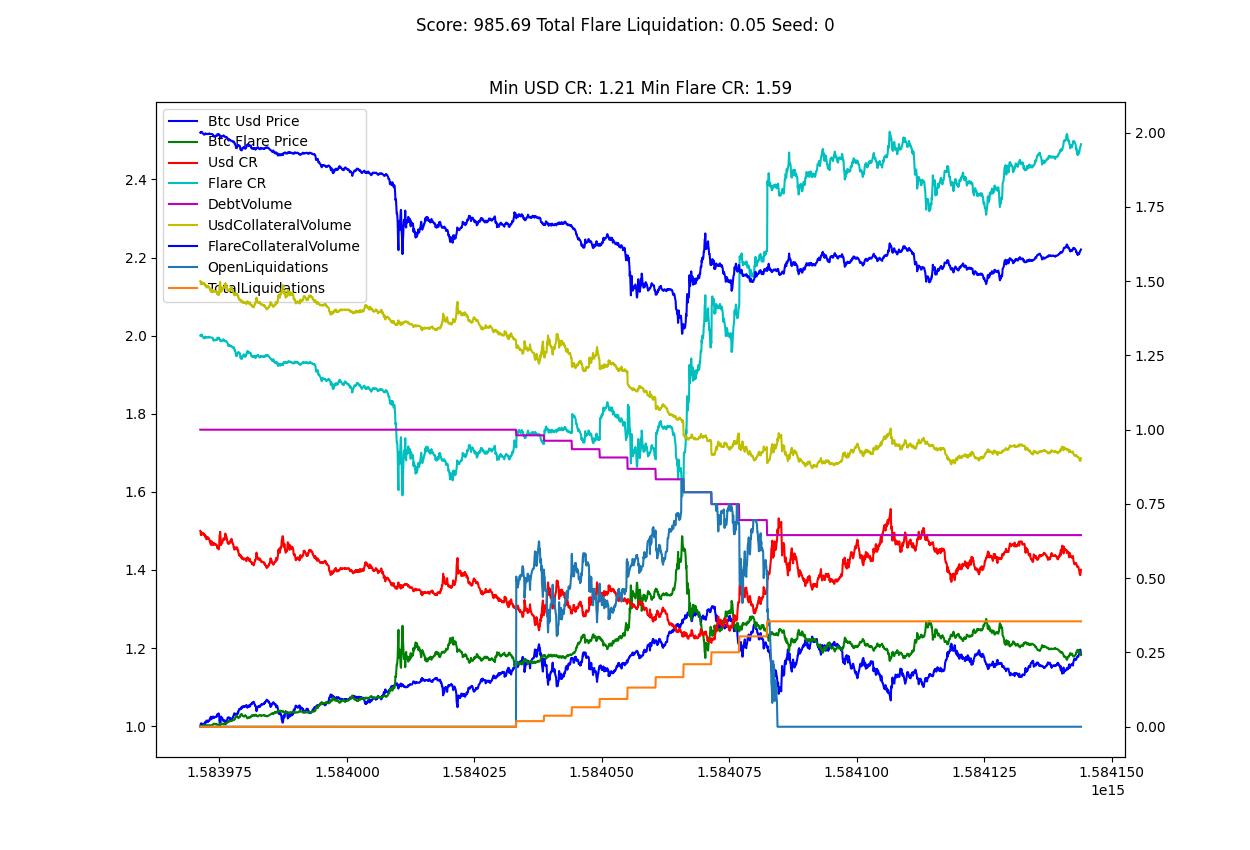 Score: 985.69 Total Flare Liquidation: 0.05 Seed: 0
Min USD CR: 1.21 Min Flare CR: 1.59
Btc Usd Price
Btc Flare Price
Usd CR
Flare CR
DebtVolume
UsdCollateralVolume
FlareCollateralVolume
OpenLiquidations
TotalLiquidations
2.4
2.2
2.0
1.8
1.6
1.4
1.2
1.0
2.00
1.75
1.50
1.25
1.00
0.75
0.50
0.25
0.00
1.583975 1.584000 1.584025 1.584050 1.584075 1.584100 1.584125 1.584150
1e15